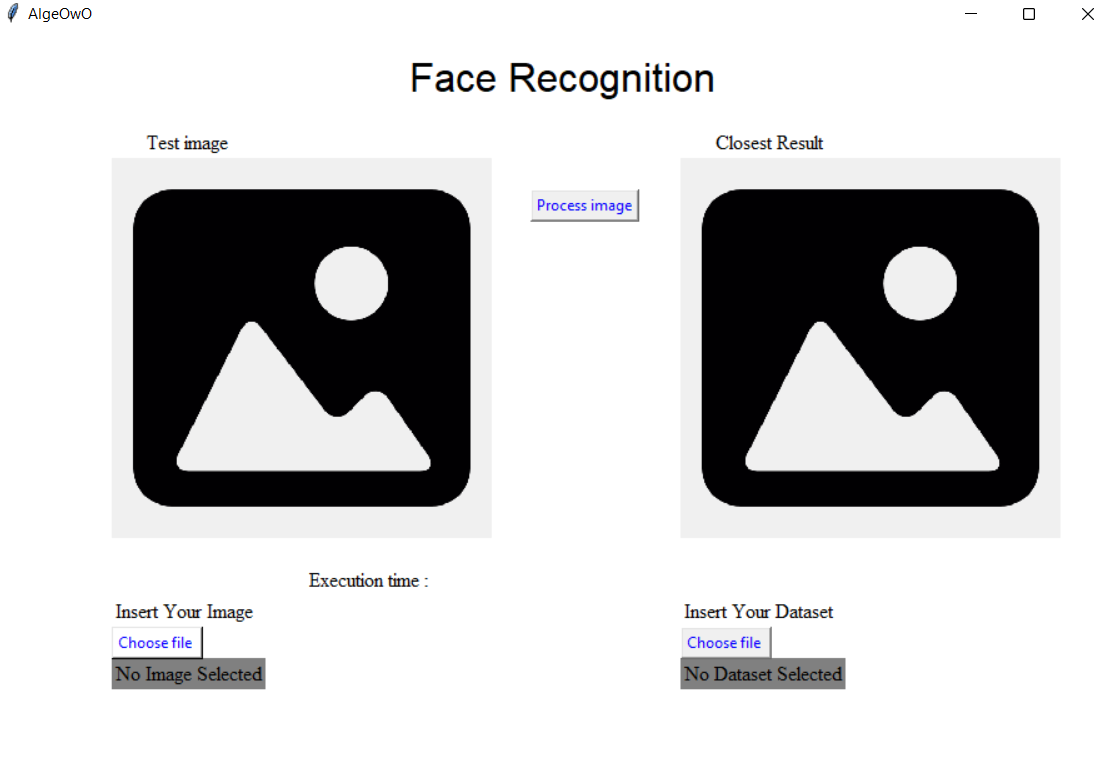 AlgeOwO
Face Recognition
Test image
Closest Result
Process image
Execution time :
Insert Your Image
Insert Your Dataset
Choose file
Choose file
No Image Selected
No Dataset Selected